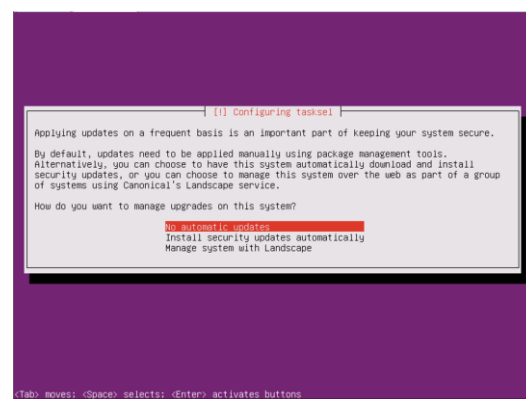 [!] Configuring tasksel
Applying updates on a frequent basis is an important part of keeping your system secure.
By default, updates need to be applied manually using package management tools.
Alternatively, you can choose to have this system automatically download and install
security updates, or you can choose to manage this system over the web as part of a group
of systems using Canonical's Landscape service.
How do you want to manage upgrades on this system?
No automatic updates
Install security updates automatically
Manage system with Landscape
<Tab> moves; <Space> selects; <Enter> activates buttons